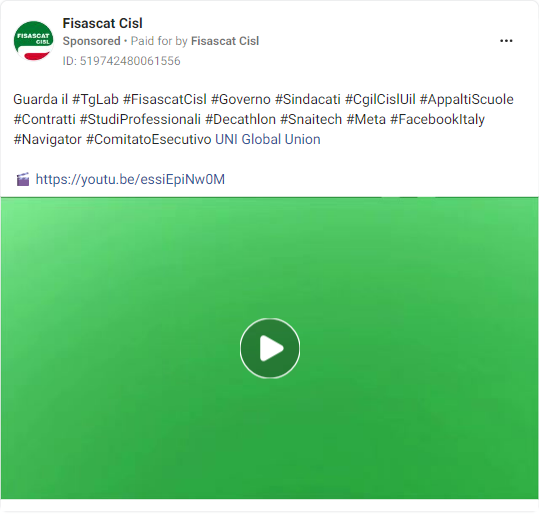 FISASCAT
CISL
Fisascat Cisl
Sponsored • Paid for by Fisascat Cisl
ID: 519742480061556
Guarda il #TgLab #FisascatCisl #Governo #Sindacati #CgilCislUil #AppaltiScuole
#Contratti #StudiProfessionali #Decathlon #Snaitech #Meta #FacebookItaly
#Navigator #ComitatoEsecutivo UNI Global Union
🎬 https://youtu.be/essiEpiNw0M